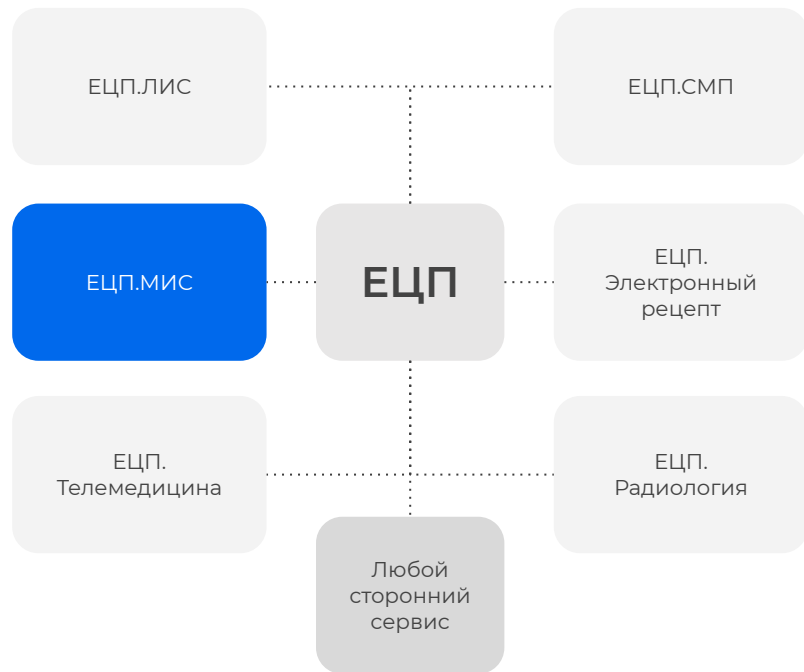 ЕЦП.ЛИС
ЕЦП.СМП
ЕЦП.МИС
ЕЦП
ЕЦП.
Электронный
рецепт
ЕЦП.
Телемедицина
ЕЦП.
Радиология
Любой
сторонний
сервис